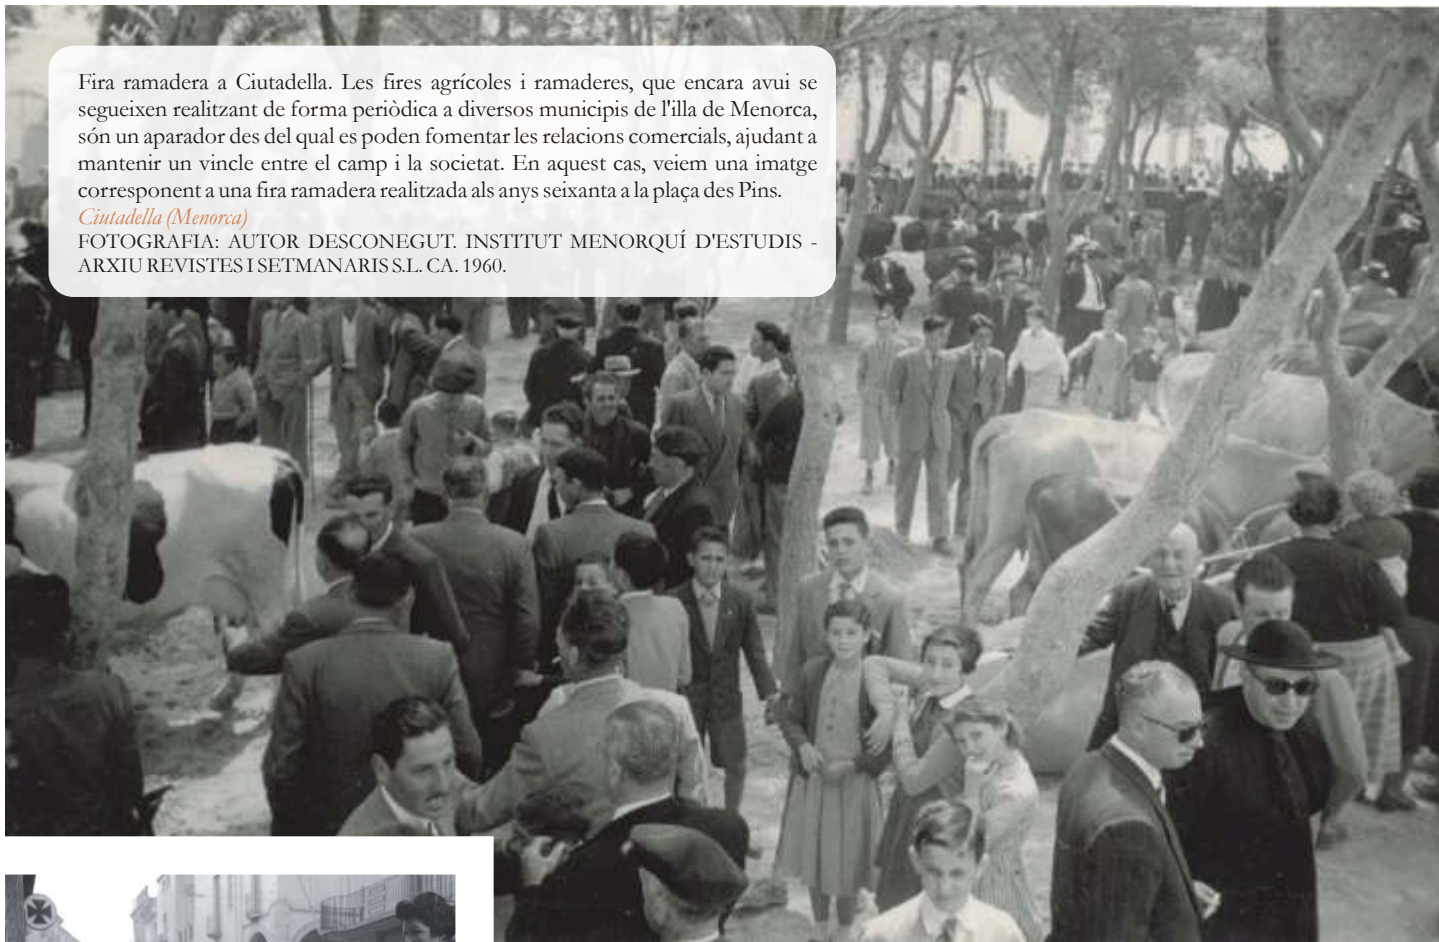 Fira ramadera a Ciutadella. Les fires agrícoles i ramaderes, que encara avui se
segueixen realitzant de forma periòdica a diversos municipis de l'illa de Menorca,
són un aparador des del qual es poden fomentar les relacions comercials, ajudant a
mantenir un vincle entre el camp i la societat. En aquest cas, veiem una imatge
corresponent a una fira ramadera realitzada als anys seixanta a la plaça des Pins.
Ciutadella (Menorca)
FOTOGRAFIA: AUTOR DESCONEGUT. INSTITUT MENORQUÍ D'ESTUDIS -
ARXIU REVISTES I SETMANARIS S.L. CA. 1960.